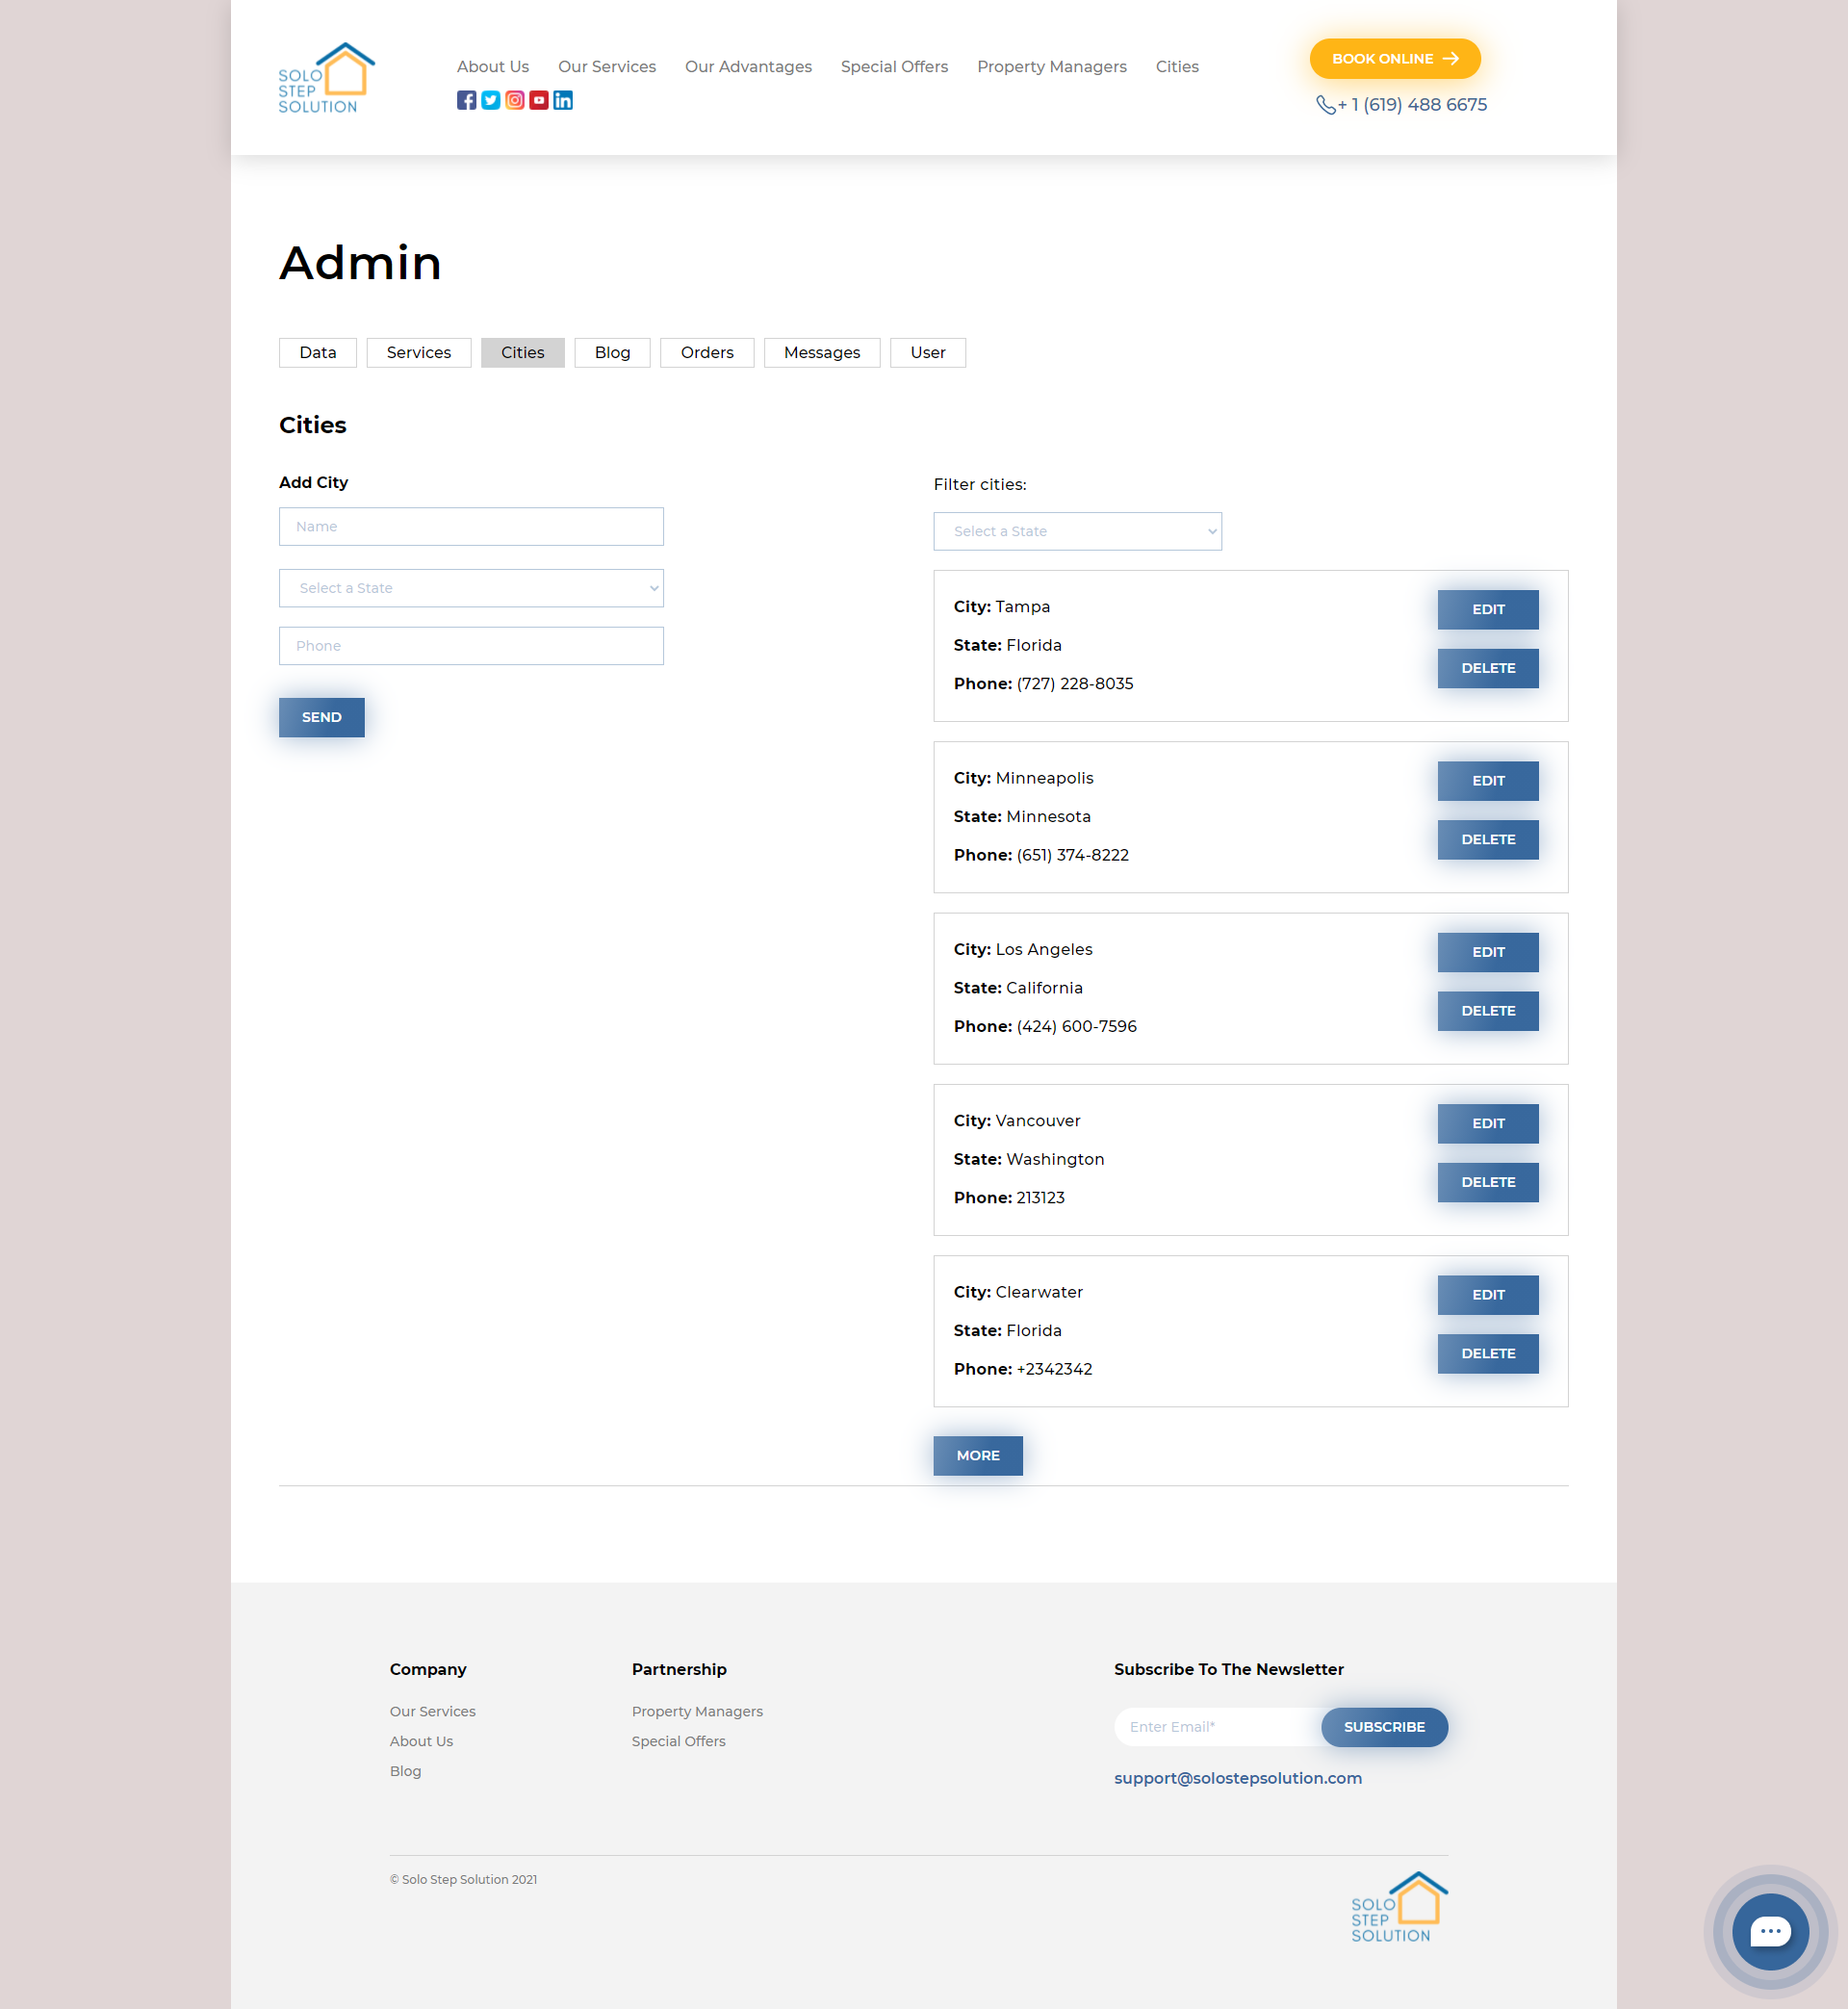 SOLO
STEP
SOLUTION
About Us Our Services Our Advantages Special Offers Property Managers Cities
BOOK ONLINE
+ 1 (619) 488 6675
Admin
Data Services Cities Blog Orders Messages User
Cities
Add City
Name
Select a State
Phone
SEND
Filter cities:
Select a State
City: Tampa
State: Florida
Phone: (727) 228-8035
EDIT
DELETE
City: Minneapolis
State: Minnesota
Phone: (651) 374-8222
EDIT
DELETE
City: Los Angeles
State: California
Phone: (424) 600-7596
EDIT
DELETE
City: Vancouver
State: Washington
Phone: 213123
EDIT
DELETE
City: Clearwater
State: Florida
Phone: +2342342
EDIT
DELETE
MORE
Company
Our Services
About Us
Blog
Partnership
Property Managers
Special Offers
Subscribe To The Newsletter
Enter Email*
SUBSCRIBE
support@solostepsolution.com
© Solo Step Solution 2021
SOLO
STEP
SOLUTION